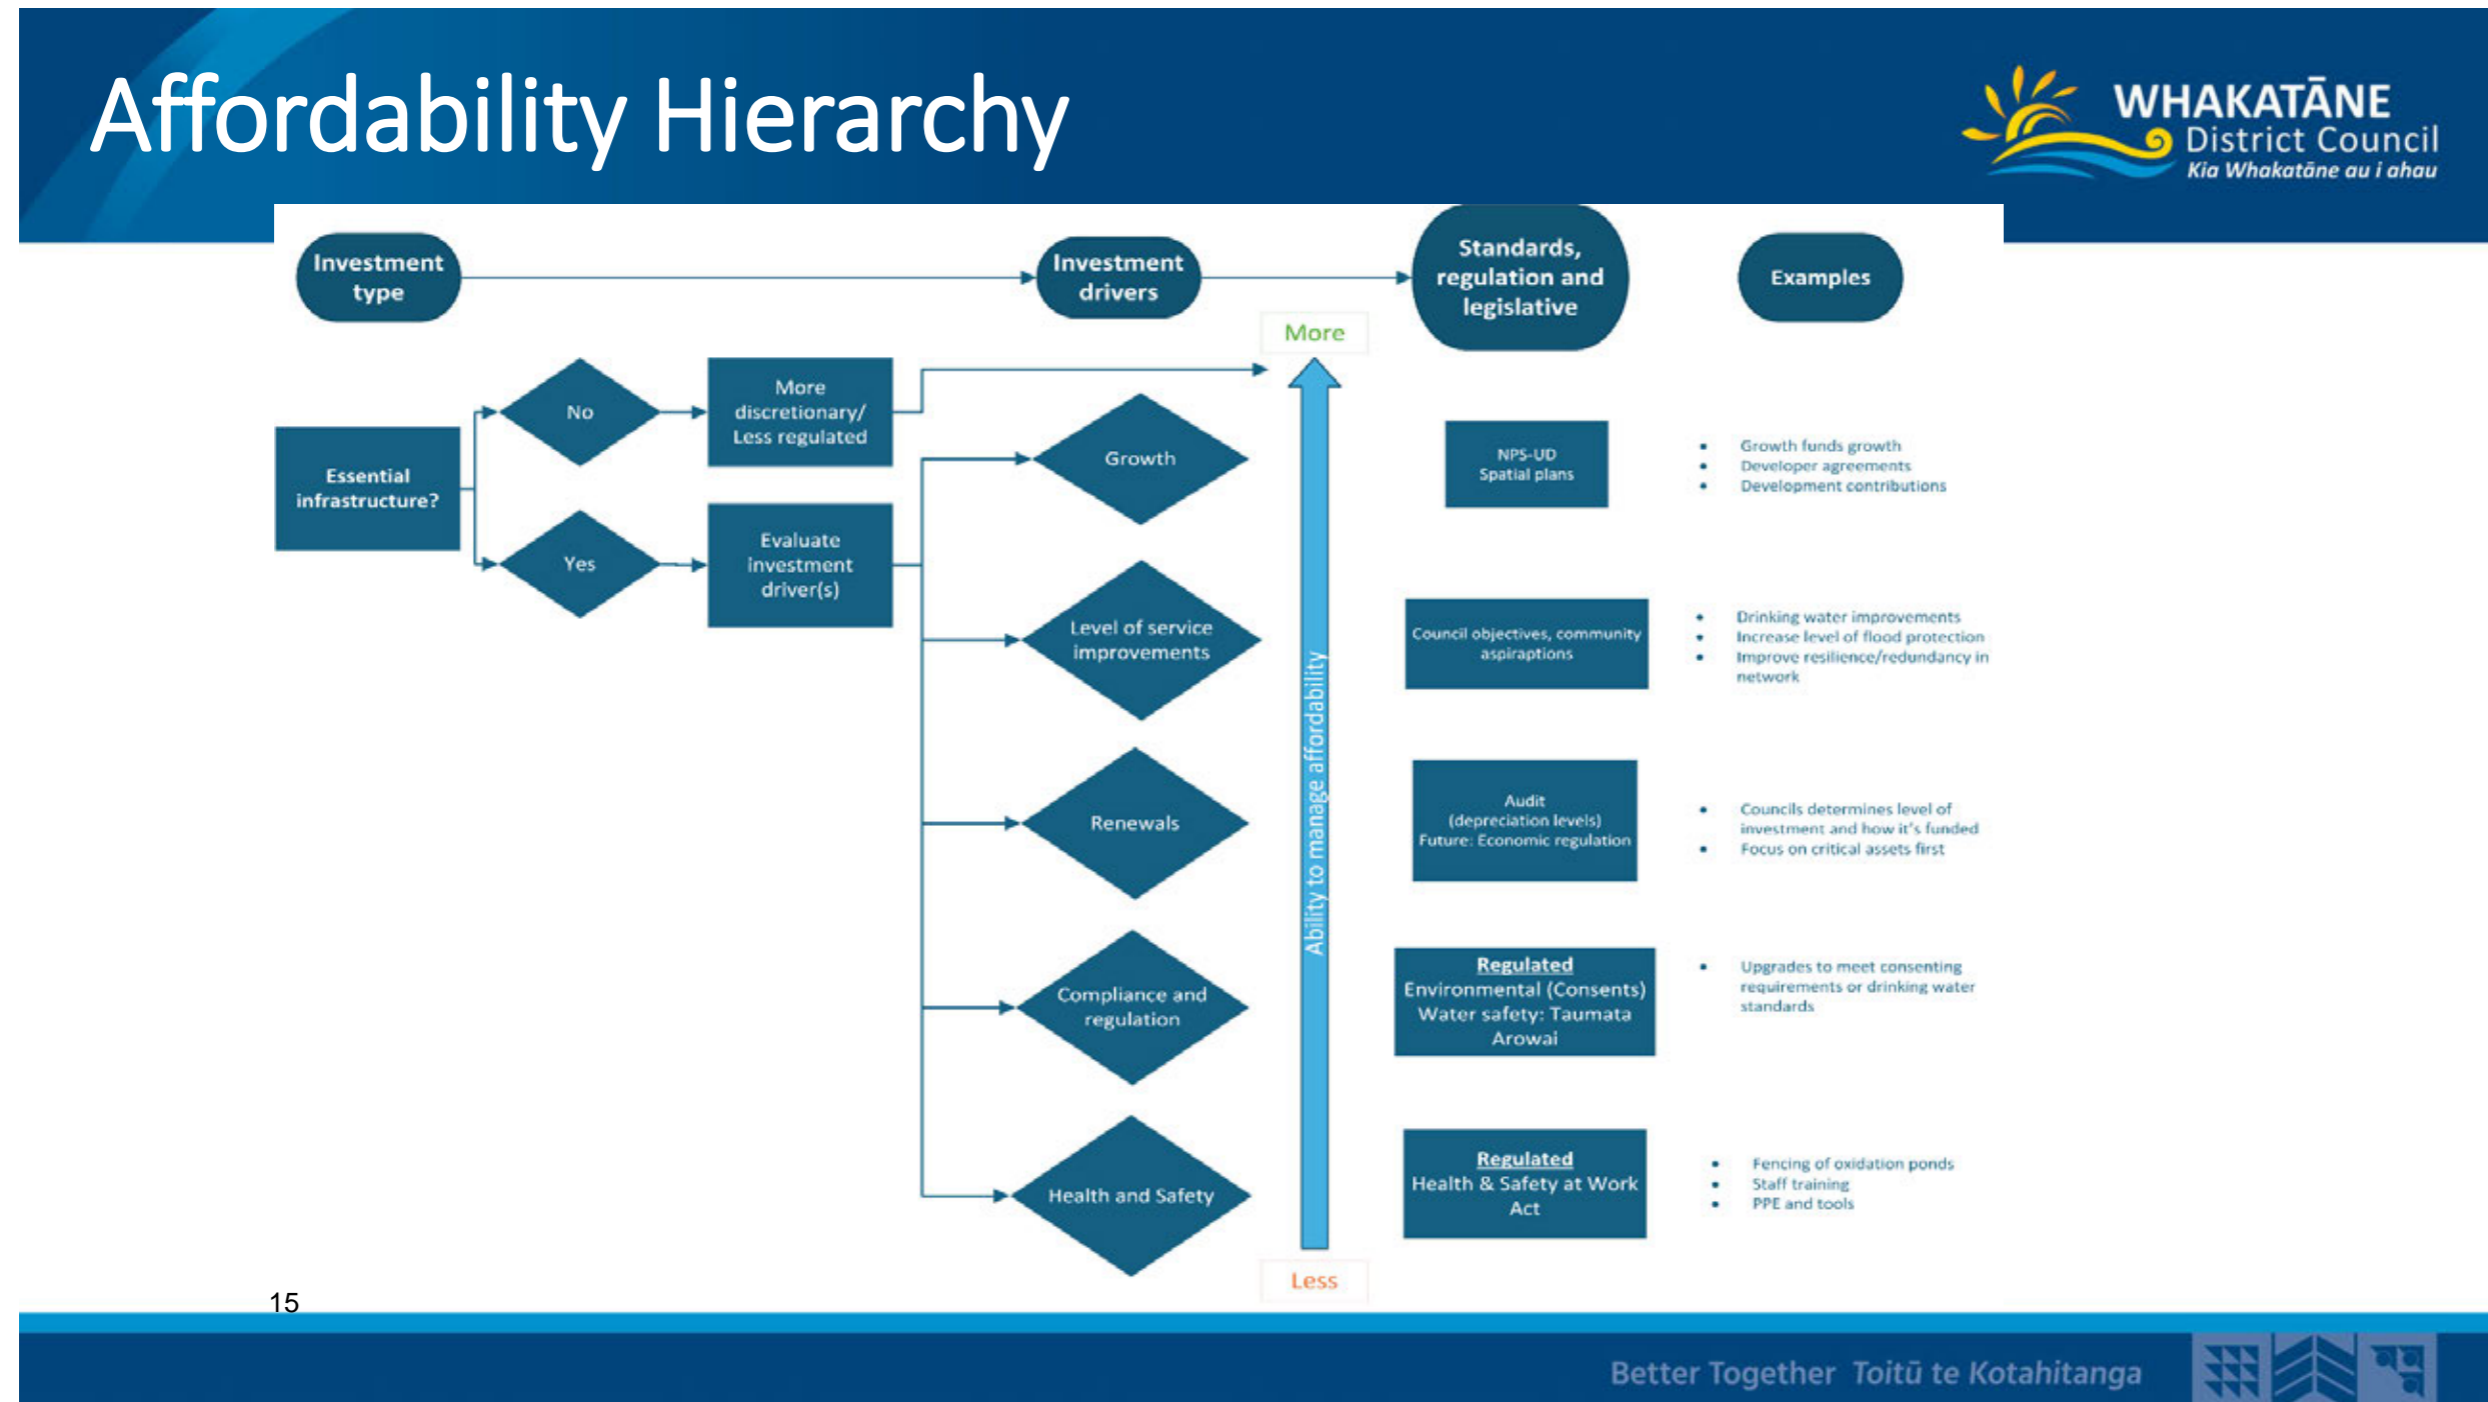 Affordability Hierarchy
WHAKATĀNE
District Council
Kia Whakatāne au i ahau
Investment
type
Investment
drivers
Standards,
regulation and
legislative
Examples
More
Essential
infrastructure?
No
More
discretionary/
Less regulated
Yes
Evaluate
investment
driver(s)
Growth
NPS-UD
Spatial plans
• Growth funds growth
• Developer agreements
• Development contributions
Level of service
improvements
Council objectives, community
aspiraptions
• Drinking water improvements
• Increase level of flood protection
• Improve resilience/redundancy in
network
Ability to manage affordability
Renewals
Audit
(depreciation levels)
Future: Economic regulation
• Councils determines level of
investment and how it's funded
• Focus on critical assets first
Compliance and
regulation
Regulated
Environmental (Consents)
Water safety: Taumata
Arowai
• Upgrades to meet consenting
requirements or drinking water
standards
Health and Safety
Regulated
Health & Safety at Work
Act
• Fencing of oxidation ponds
• Staff training
• PPE and tools
Less
15
Better Together Toitū te Kotahitanga